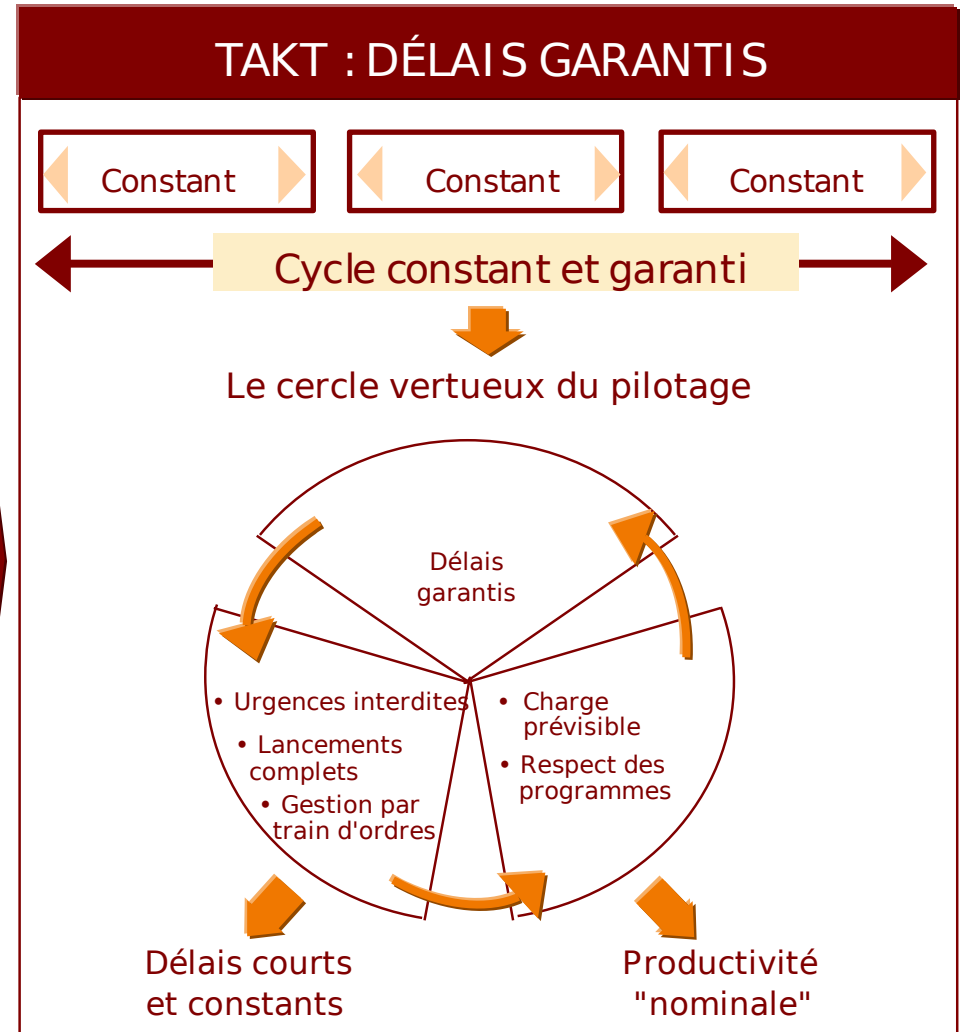 TAKT : DÉLAIS GARANTIS
Constant
Constant
Constant
Cycle constant et garanti
Le cercle vertueux du pilotage
Délais
garantis
• Urgences interdites
• Lancements
complets
• Gestion par
train d'ordres
• Charge
prévisible
• Respect des
programmes
Délais courts
et constants
Productivité
"nominale"